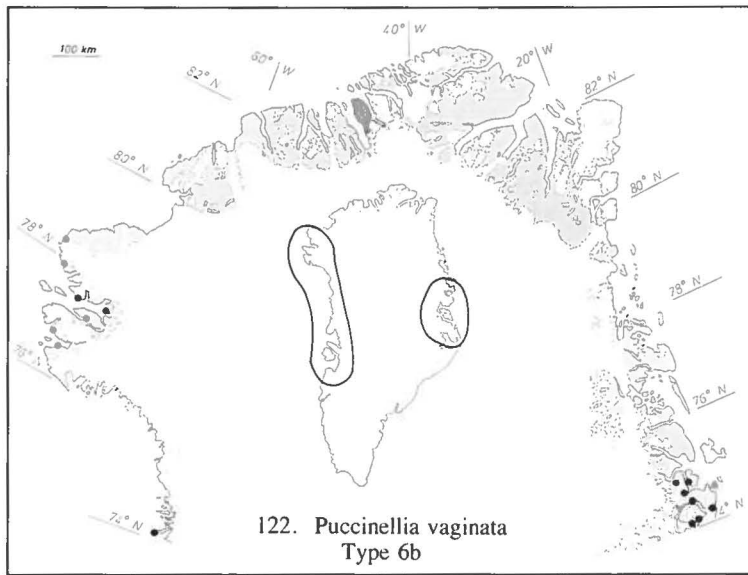 40° W
100 km
60° W
20° W
82° N
82° N
80° N
80° N
78° N
78° N
76° N
76° N
74° N
122. Puccinellia vaginata
Type 6b